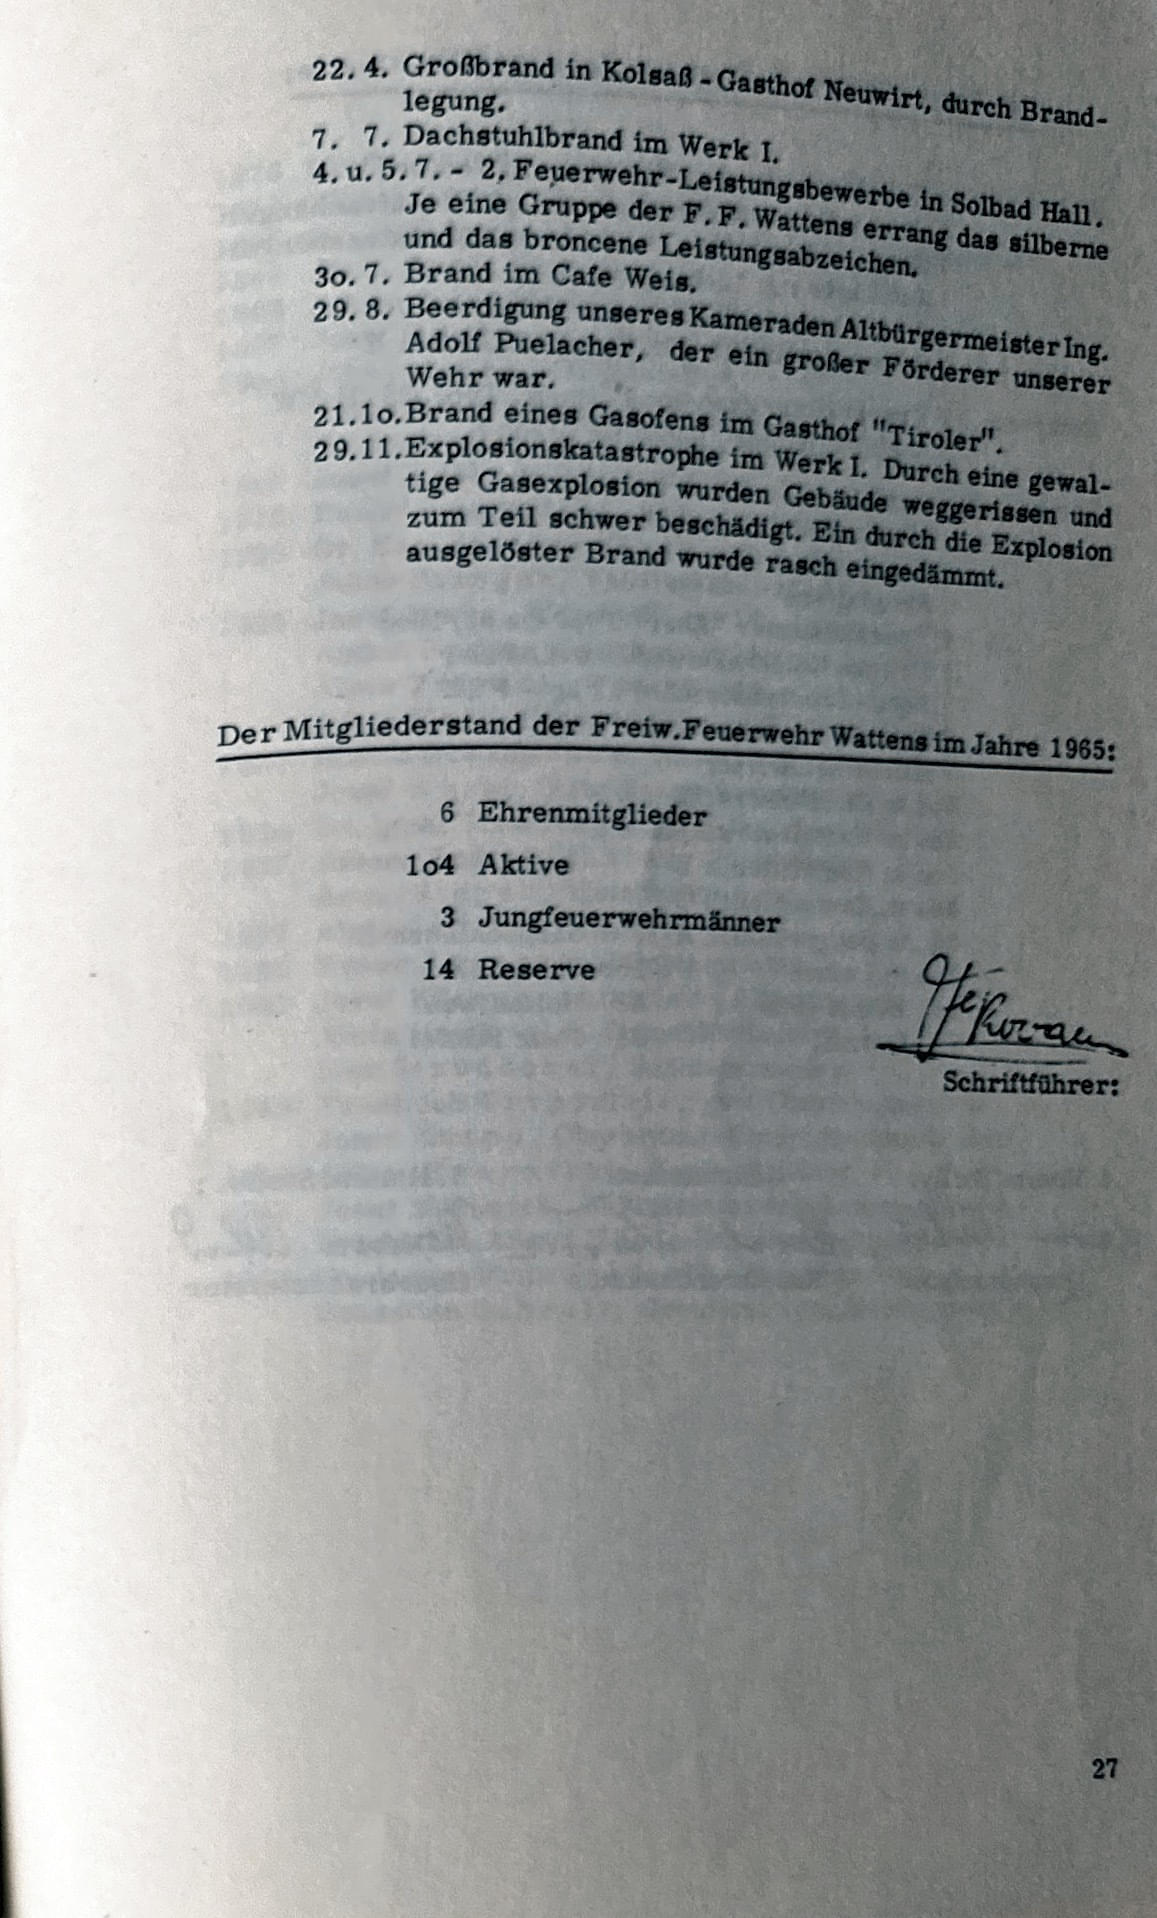 22. 4. Großbrand in Kolsaß - Gasthof Neuwirt, durch Brand-
legung.
7. 7. Dachstuhlbrand im Werk I.
4. u. 5. 7. - 2. Feuerwehr-Leistungsbewerbe in Solbad Hall.
Je eine Gruppe der F. F. Wattens errang das silberne
und das broncene Leistungsabzeichen.
3o. 7. Brand im Cafe Weis.
29. 8. Beerdigung unseres Kameraden Altbürgermeister Ing.
Adolf Puelacher, der ein großer Förderer unserer
Wehr war.
21.1o. Brand eines Gasofens im Gasthof "Tiroler".
29.11. Explosionskatastrophe im Werk I. Durch eine gewal-
tige Gasexplosion wurden Gebäude weggerissen und
zum Teil schwer beschädigt. Ein durch die Explosion
ausgelöster Brand wurde rasch eingedämmt.
Der Mitgliederstand der Freiw. Feuerwehr Wattens im Jahre 1965:
6 Ehrenmitglieder
1o4 Aktive
3 Jungfeuerwehrmänner
14 Reserve
Schriftführer:
27